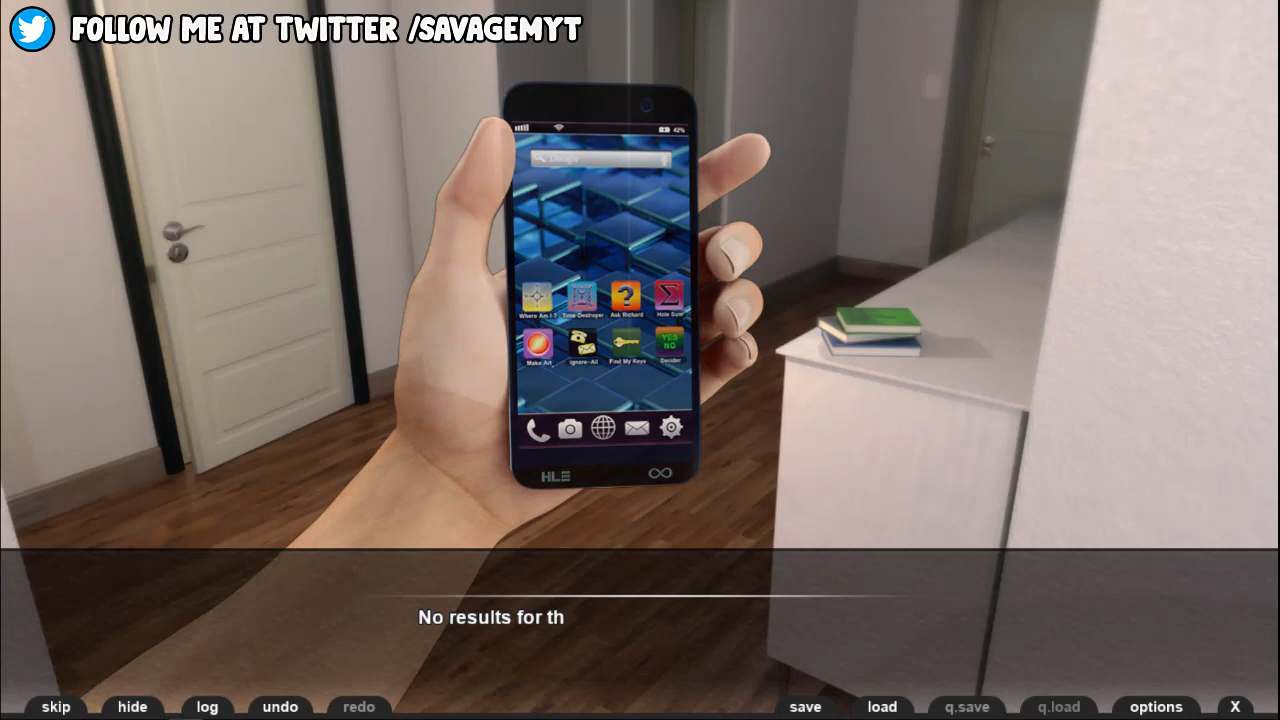 FOLLOW ME AT TWITTER /SAVAGEMYT
42%
Where Am I ? Time Destroyer Ask Richard Hole Sum
YES
NO
Make Art Ignore-All Find My Keys Decider
HLE
No results for th
skip hide log undo redo save load q.save q.load options X